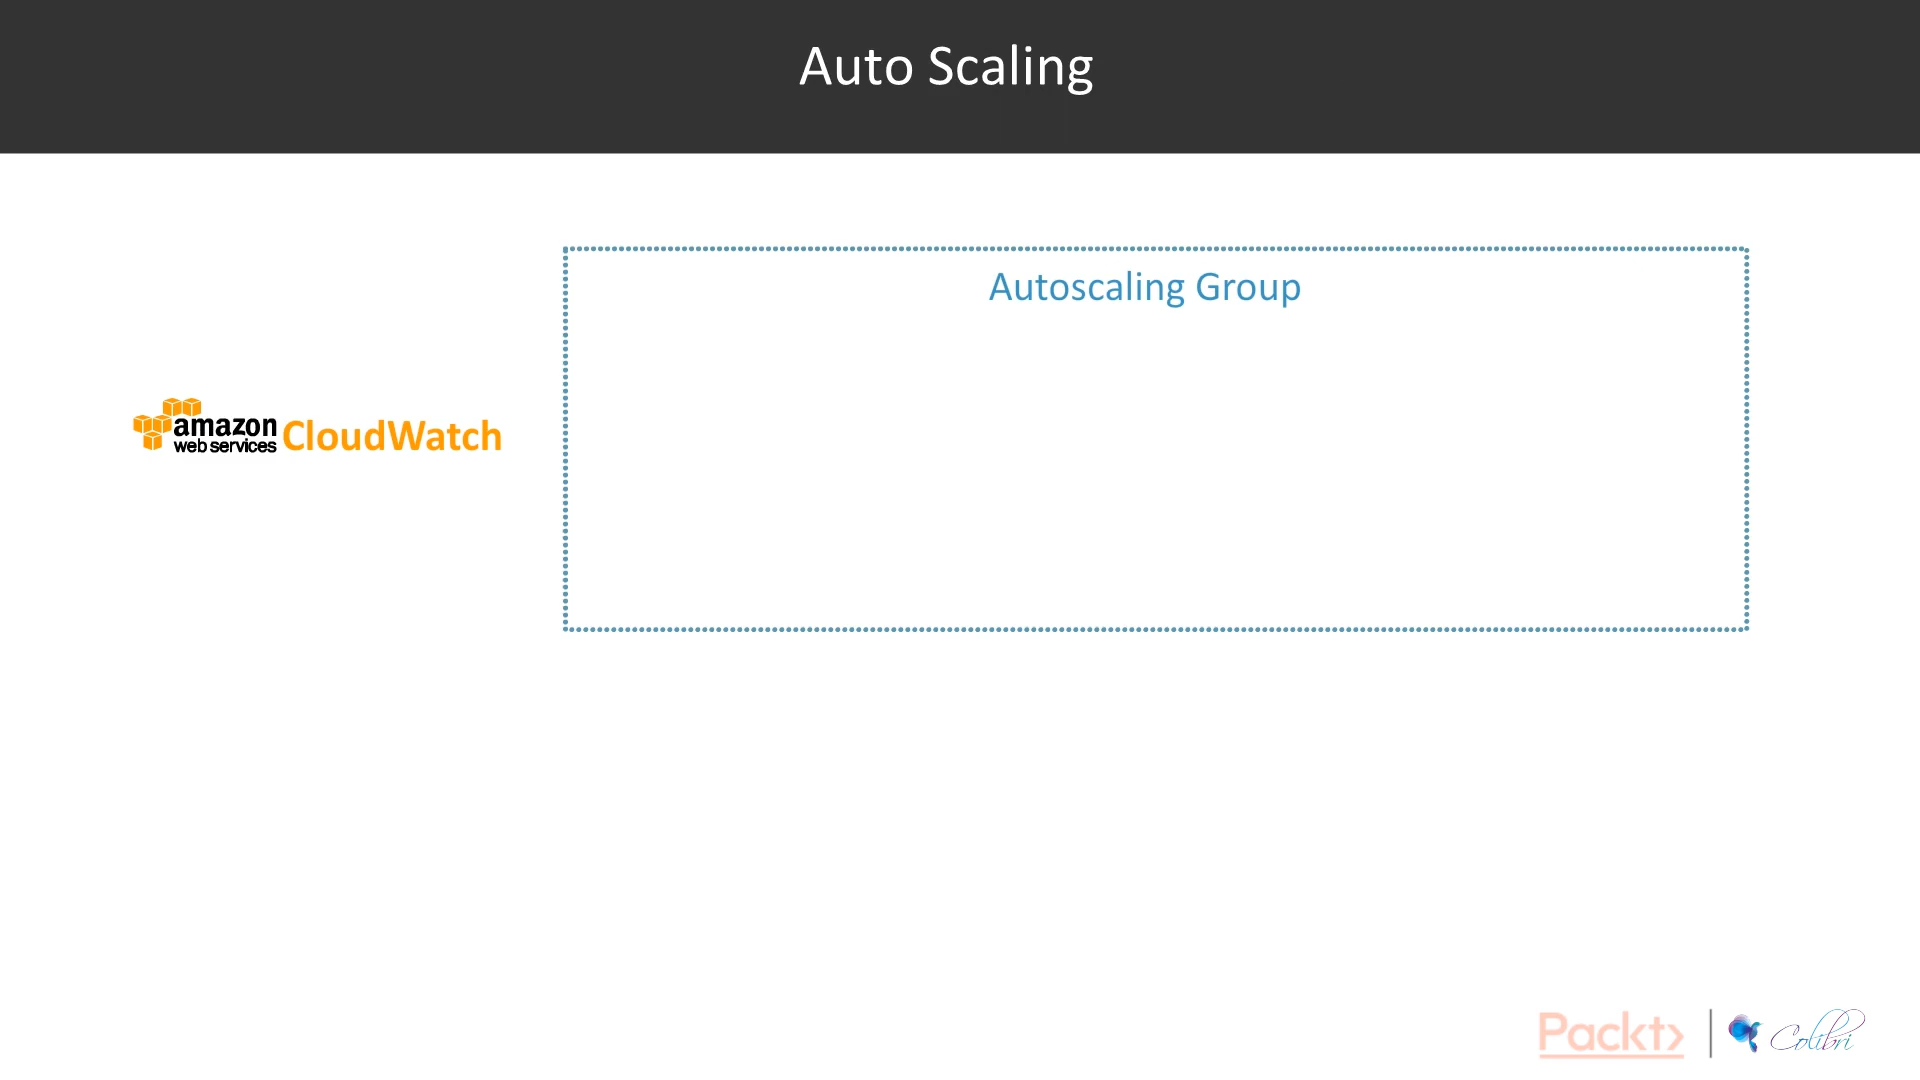 Auto Scaling
Autoscaling Group
amazon
web services
CloudWatch
Packt
Colibri